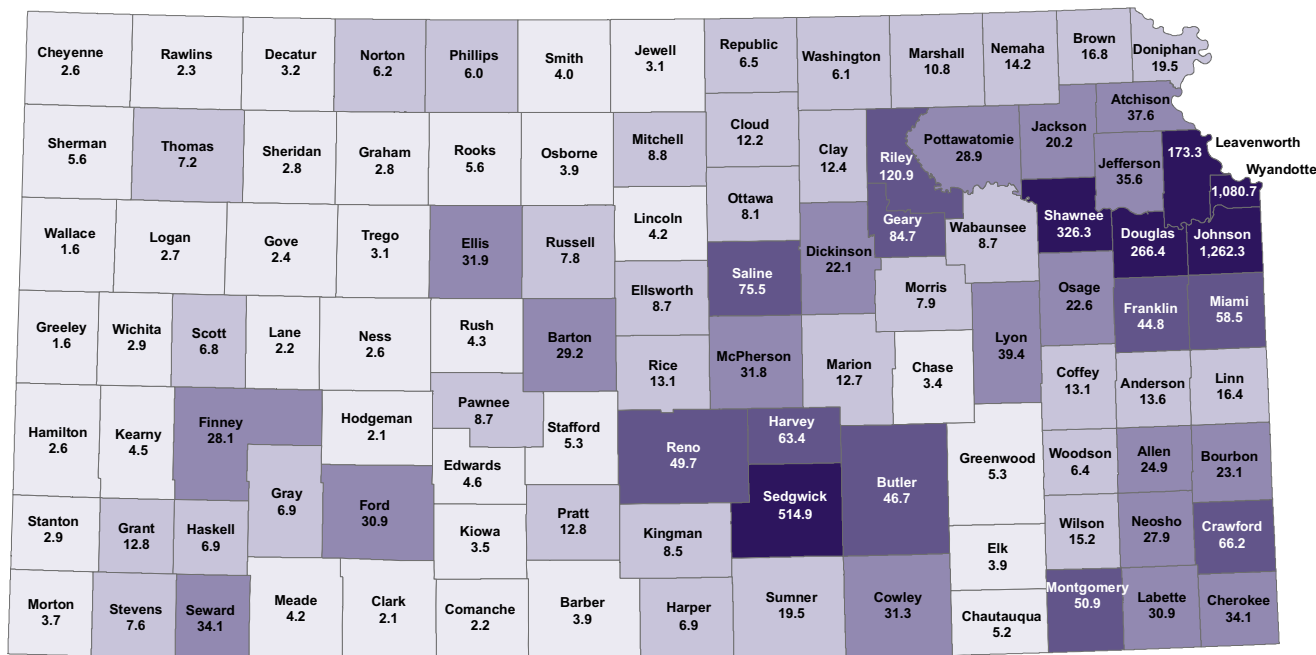 Cheyenne
2.6
Rawlins
2.3
Decatur
3.2
Norton
6.2
Phillips
6.0
Smith
4.0
Jewell
3.1
Republic
6.5
Washington
6.1
Marshall
10.8
Nemaha
14.2
Brown
16.8
Doniphan
19.5
Atchison
37.6
Sherman
5.6
Thomas
7.2
Sheridan
2.8
Graham
2.8
Rooks
5.6
Osborne
3.9
Mitchell
8.8
Cloud
12.2
Clay
12.4
Riley
120.9
Pottawatomie
28.9
Jackson
20.2
Jefferson
35.6
Leavenworth
173.3
Wyandotte
1,080.7
Wallace
1.6
Logan
2.7
Gove
2.4
Trego
3.1
Ellis
31.9
Russell
7.8
Lincoln
4.2
Ottawa
8.1
Saline
75.5
Dickinson
22.1
Geary
84.7
Wabaunsee
8.7
Shawnee
326.3
Douglas
266.4
Johnson
1,262.3
Greeley
1.6
Wichita
2.9
Scott
6.8
Lane
2.2
Ness
2.6
Rush
4.3
Barton
29.2
Ellsworth
8.7
Rice
13.1
McPherson
31.8
Marion
12.7
Morris
7.9
Chase
3.4
Lyon
39.4
Osage
22.6
Franklin
44.8
Miami
58.5
Coffey
13.1
Anderson
13.6
Linn
16.4
Hamilton
2.6
Kearny
4.5
Finney
28.1
Hodgeman
2.1
Pawnee
8.7
Stafford
5.3
Edwards
4.6
Reno
49.7
Harvey
63.4
Sedgwick
514.9
Butler
46.7
Greenwood
5.3
Woodson
6.4
Allen
24.9
Bourbon
23.1
Stanton
2.9
Grant
12.8
Haskell
6.9
Gray
6.9
Ford
30.9
Kiowa
3.5
Pratt
12.8
Kingman
8.5
Elk
3.9
Wilson
15.2
Neosho
27.9
Crawford
66.2
Morton
3.7
Stevens
7.6
Seward
34.1
Meade
4.2
Clark
2.1
Comanche
2.2
Barber
3.9
Harper
6.9
Sumner
19.5
Cowley
31.3
Chautauqua
5.2
Montgomery
50.9
Labette
30.9
Cherokee
34.1